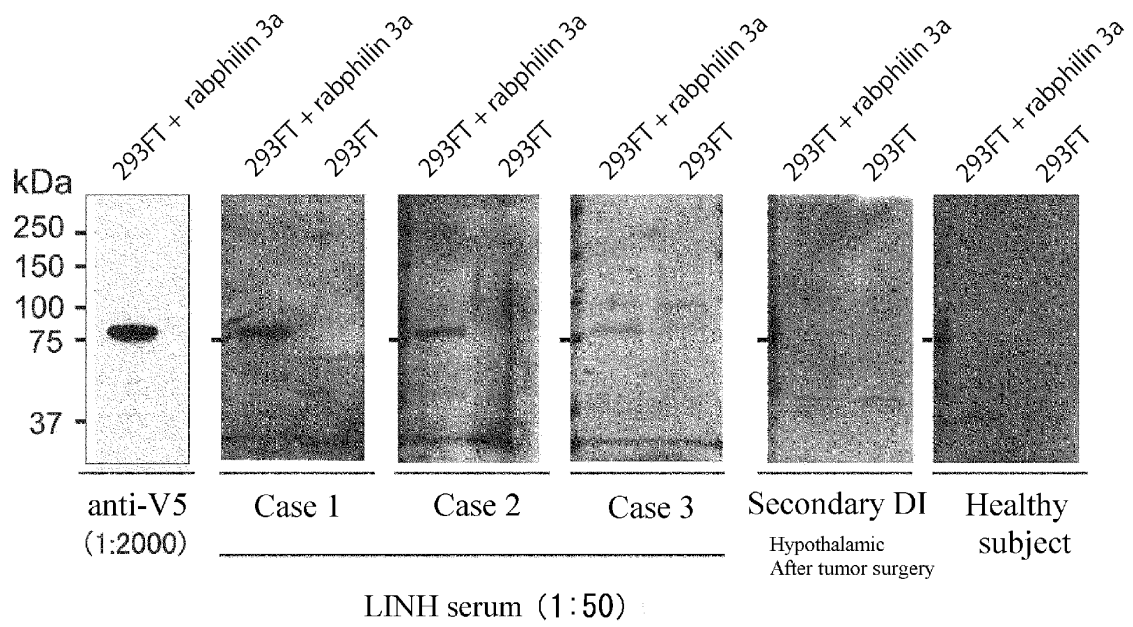 293FT + rabphilin 3a
293FT + rabphilin 3a
293FT
293FT + rabphilin 3a
293FT
293FT + rabphilin 3a
293FT
293FT + rabphilin 3a
293FT
293FT + rabphilin 3a
293FT
kDa
250
150
100
75
37
anti-V5
(1:2000)
Case 1
Case 2
Case 3
Secondary DI
Hypothalamic
After tumor surgery
Healthy
subject
LINH serum (1:50)